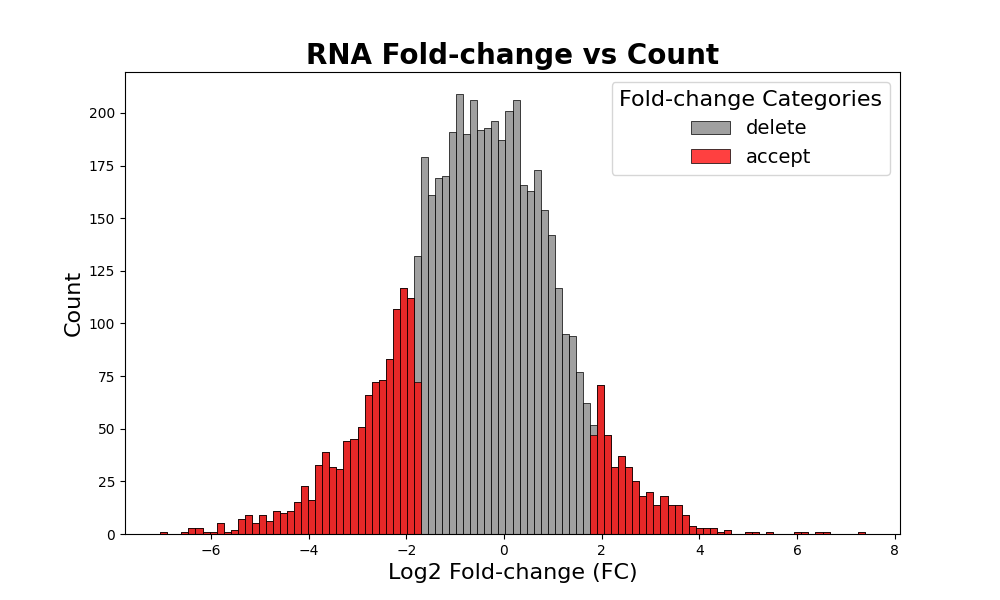 RNA Fold-change vs Count
Fold-change Categories
delete
accept
200
175
150
125
100
75
50
25
0
Count
−6
−4
−2
0
2
4
6
8
Log2 Fold-change (FC)